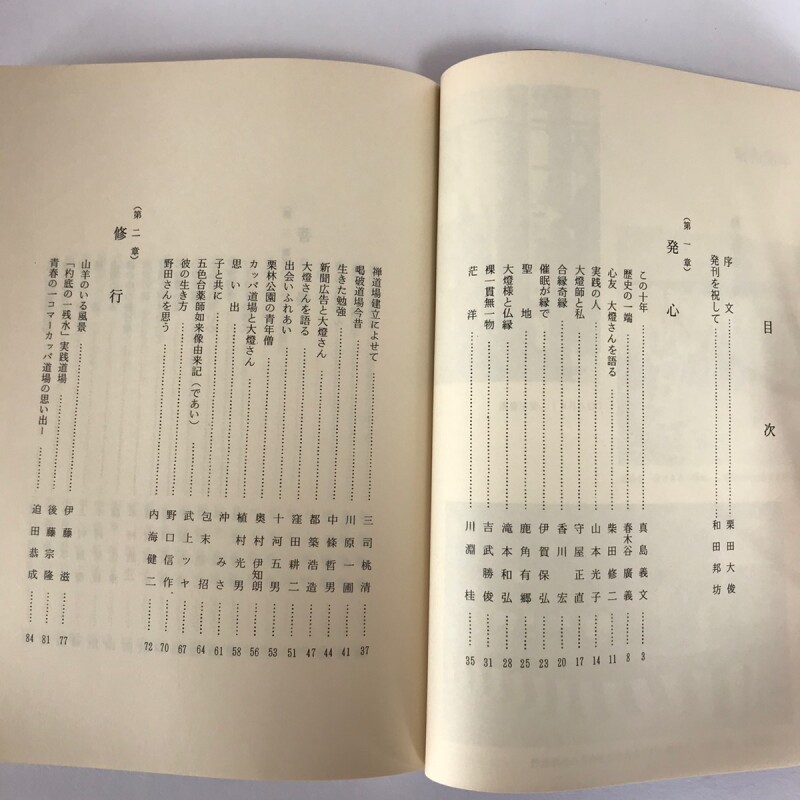 目次
序文……栗田大俊
発刊を祝して……和田邦坊
(第一章)
発心
この十年……真島義文……3
歴史の一端……春木谷廣義……8
心友 大燈さんを語る……柴田修二……11
実践の人……山本光子……14
大燈師と私……守屋正直……17
合縁奇縁……香川宏……20
催眠が縁で……伊賀保弘……23
聖地……鹿角有郷……25
大燈様と仏縁……滝本和弘……28
裸一貫無一物……吉武勝俊……31
茫洋……川淵桂……35
禅道場建立によせて……三司桃清……37
喝破道場今昔……川原一圃……41
生きた勉強……中條哲男……44
新聞広告と大燈さん……都築浩造……47
大燈さんを語る……窪田耕二……51
出会いふれあい……十河五男……53
栗林公園の青年僧……奥村伊知朗……56
カッパ道場と大燈さん……植村光男……58
思い出……沖みさ……61
子と共に……包末招……64
五色台薬師如来像由来記(であい)……武上ツヤ……67
彼の生き方……野口信作……70
野田さんを思う……内海健二……72
(第二章)
修行
山羊のいる風景……伊藤滋……77
「杓底の一残水」実践道場……後藤宗隆……81
青春の一コマーカッパ道場の思い出ー……迫田恭成……84